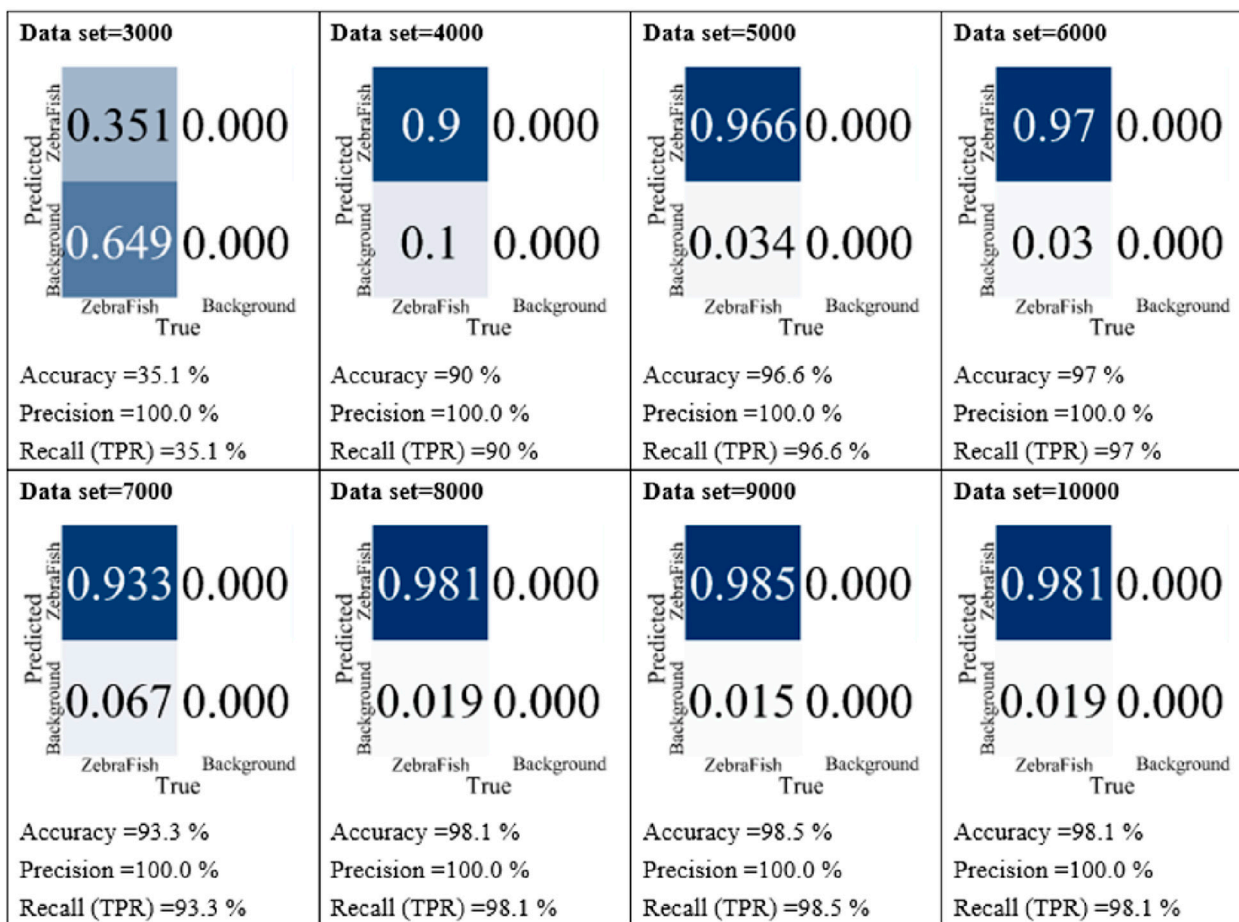 Data set=3000
Predicted
ZebraFish
Background
0.351 0.000
0.649 0.000
ZebraFish Background
True
Accuracy =35.1 %
Precision =100.0 %
Recall (TPR) =35.1 %
Data set=4000
Predicted
ZebraFish
Background
0.9 0.000
0.1 0.000
ZebraFish Background
True
Accuracy =90 %
Precision =100.0 %
Recall (TPR) =90 %
Data set=5000
Predicted
ZebraFish
Background
0.966 0.000
0.034 0.000
ZebraFish Background
True
Accuracy =96.6 %
Precision =100.0 %
Recall (TPR) =96.6 %
Data set=6000
Predicted
ZebraFish
Background
0.97 0.000
0.03 0.000
ZebraFish Background
True
Accuracy =97 %
Precision =100.0 %
Recall (TPR) =97 %
Data set=7000
Predicted
ZebraFish
Background
0.933 0.000
0.067 0.000
ZebraFish Background
True
Accuracy =93.3 %
Precision =100.0 %
Recall (TPR) =93.3 %
Data set=8000
Predicted
ZebraFish
Background
0.981 0.000
0.019 0.000
ZebraFish Background
True
Accuracy =98.1 %
Precision =100.0 %
Recall (TPR) =98.1 %
Data set=9000
Predicted
ZebraFish
Background
0.985 0.000
0.015 0.000
ZebraFish Background
True
Accuracy =98.5 %
Precision =100.0 %
Recall (TPR) =98.5 %
Data set=10000
Predicted
ZebraFish
Background
0.981 0.000
0.019 0.000
ZebraFish Background
True
Accuracy =98.1 %
Precision =100.0 %
Recall (TPR) =98.1 %